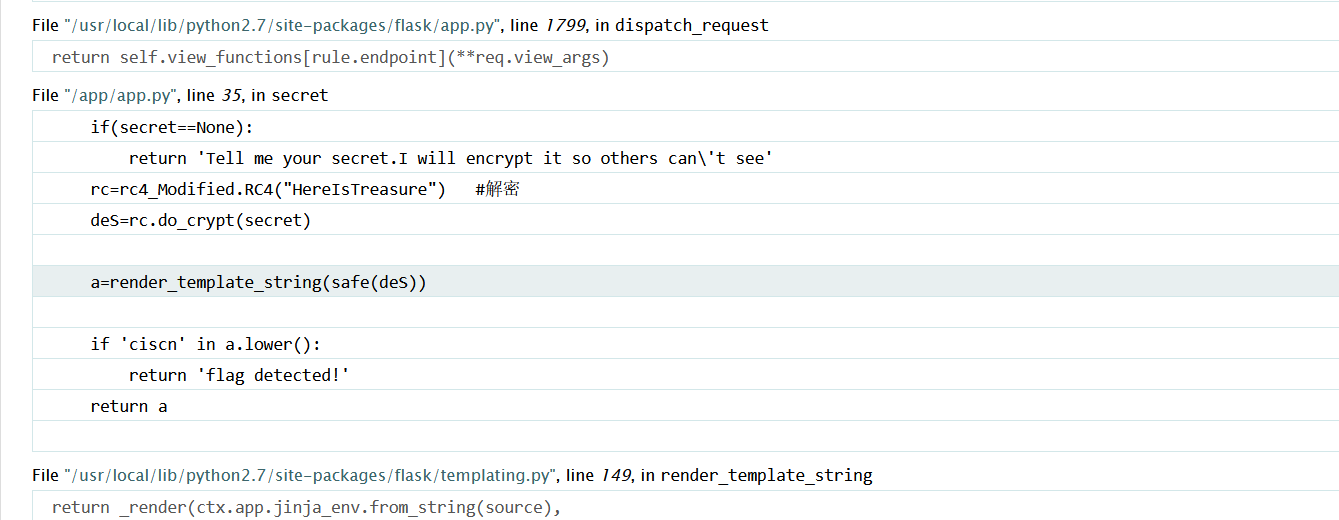 File "/usr/local/lib/python2.7/site-packages/flask/app.py", line 1799, in dispatch_request
return self.view_functions[rule.endpoint](**req.view_args)
File "/app/app.py", line 35, in secret
if(secret==None):
return 'Tell me your secret.I will encrypt it so others can\'t see'
rc=rc4_Modified.RC4("HereIsTreasure")   #解密
deS=rc.do_crypt(secret)
a=render_template_string(safe(deS))
if 'ciscn' in a.lower():
return 'flag detected!'
return a
File "/usr/local/lib/python2.7/site-packages/flask/templating.py", line 149, in render_template_string
return _render(ctx.app.jinja_env.from_string(source),